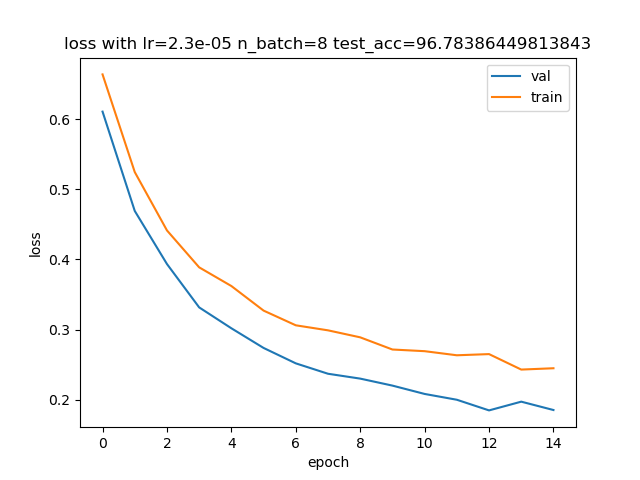 loss with lr=2.3e-05 n_batch=8 test_acc=96.78386449813843
val
train
0.6
0.5
0.4
0.3
0.2
loss
0 2 4 6 8 10 12 14
epoch